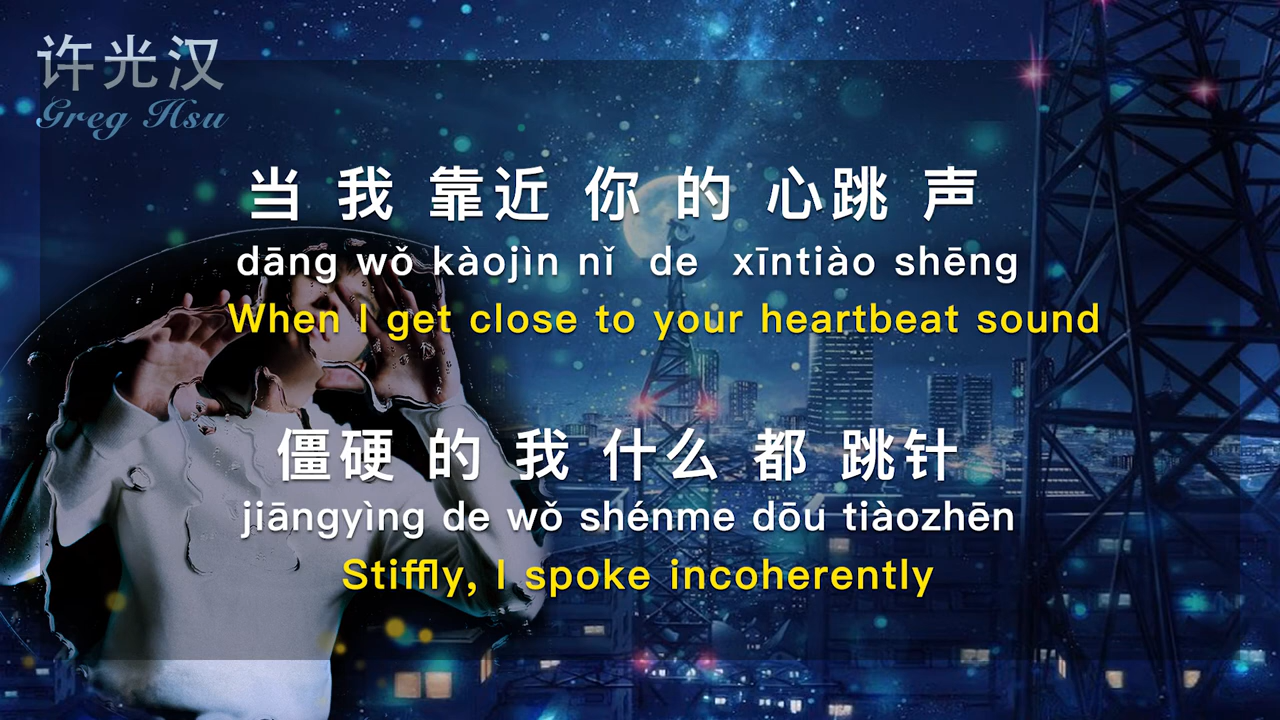 许光汉
Greg Hsu
当 我 靠近 你 的 心跳 声
dāng wǒ kàojìn nǐ de xīntiào shēng
When I get close to your heartbeat sound
僵硬 的 我 什么 都 跳针
jiāngyìng de wǒ shénme dōu tiàozhēn
Stiffly, I spoke incoherently